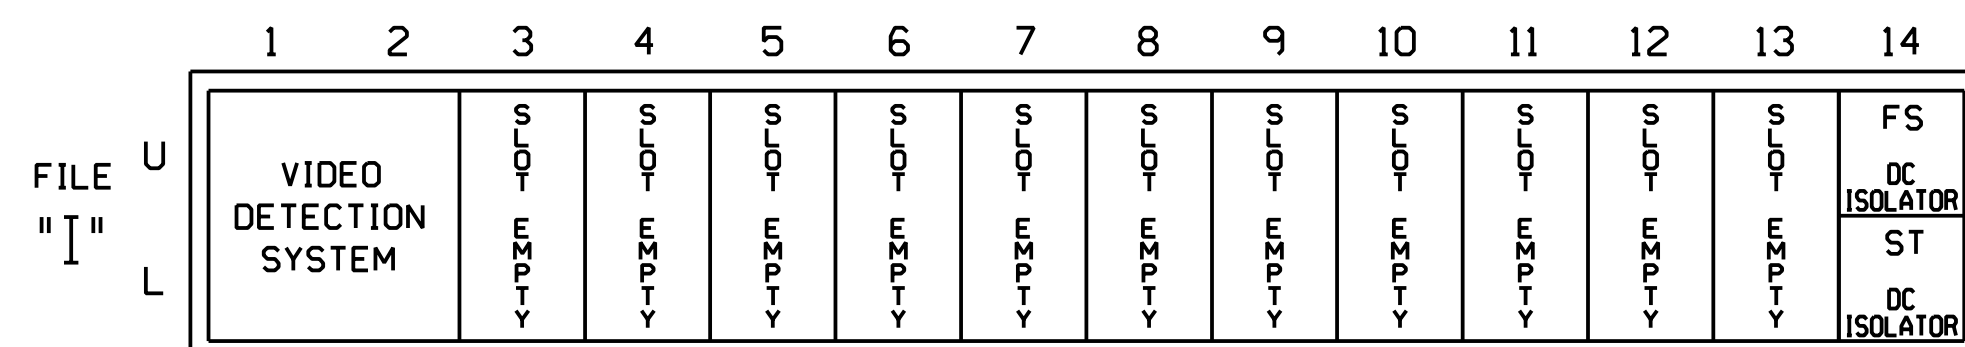 1 2 3 4 5 6 7 8 9 10 11 12 13 14
FILE
"I"
U
L
VIDEO
DETECTION
SYSTEM
SLOT EMPTY
SLOT EMPTY
SLOT EMPTY
SLOT EMPTY
SLOT EMPTY
SLOT EMPTY
SLOT EMPTY
SLOT EMPTY
SLOT EMPTY
SLOT EMPTY
SLOT EMPTY
FS
DC
ISOLATOR
ST
DC
ISOLATOR